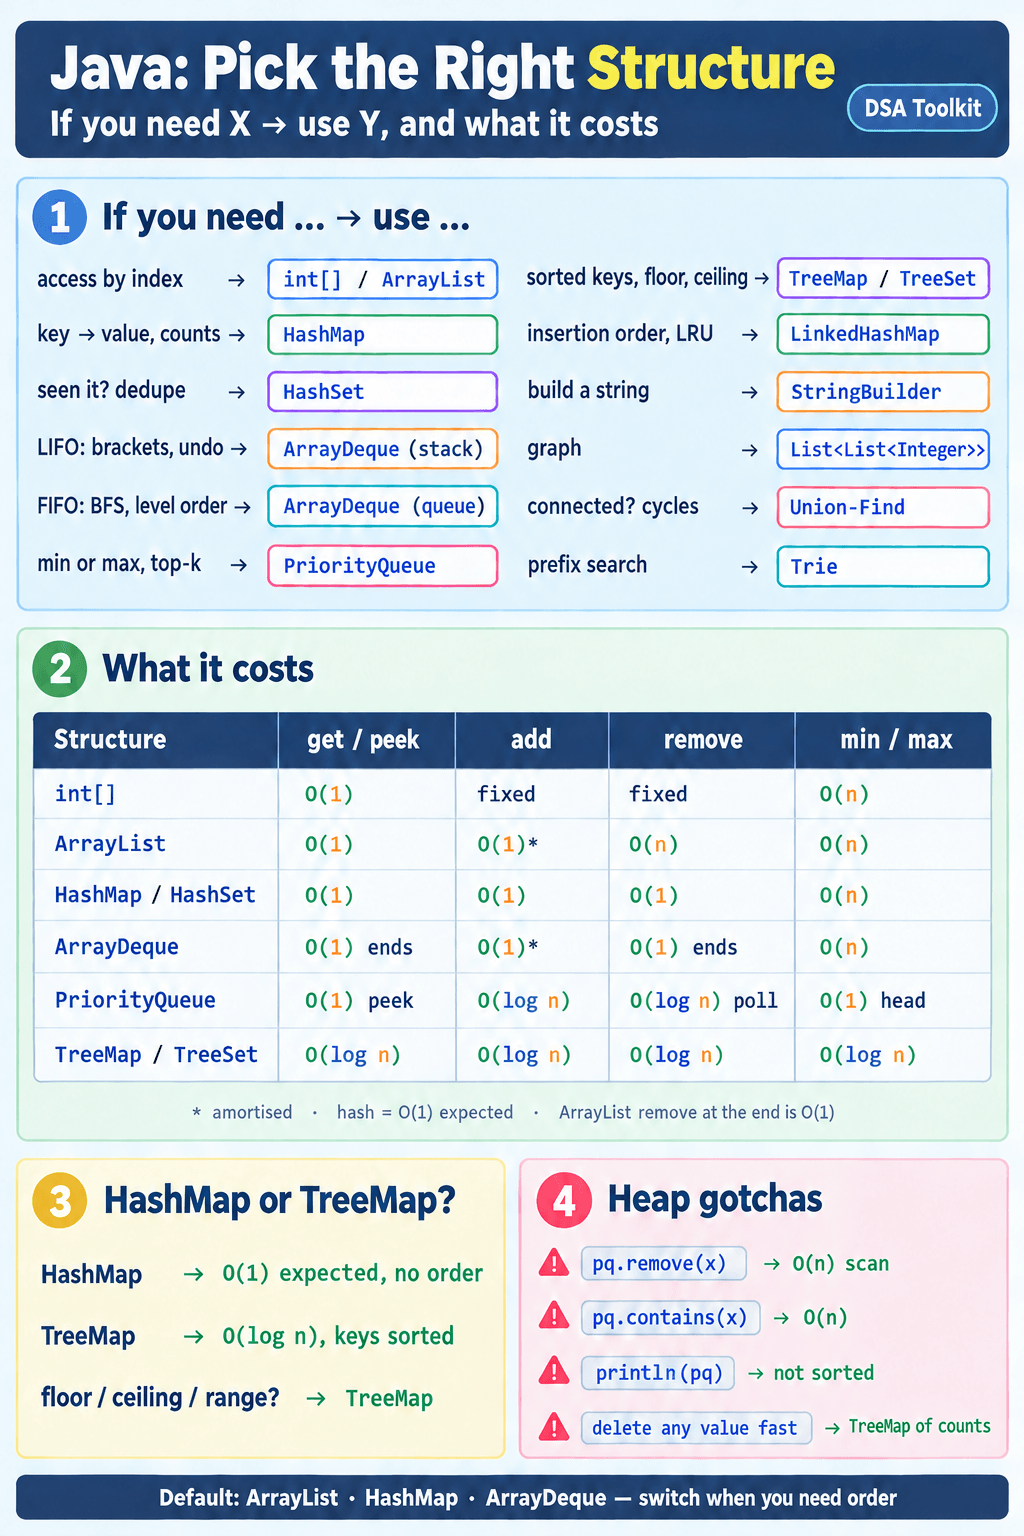 Java: Pick the Right Structure
If you need X → use Y, and what it costs
DSA Toolkit
1 If you need ... → use ...
access by index → int[] / ArrayList
key → value, counts → HashMap
seen it? dedupe → HashSet
LIFO: brackets, undo → ArrayDeque (stack)
FIFO: BFS, level order → ArrayDeque (queue)
min or max, top-k → PriorityQueue
sorted keys, floor, ceiling → TreeMap / TreeSet
insertion order, LRU → LinkedHashMap
build a string → StringBuilder
graph → List<List<Integer>>
connected? cycles → Union-Find
prefix search → Trie
2 What it costs
Structure get / peek add remove min / max
int[] O(1) fixed fixed O(n)
ArrayList O(1) O(1)* O(n) O(n)
HashMap / HashSet O(1) O(1) O(1) O(n)
ArrayDeque O(1) ends O(1)* O(1) ends O(n)
PriorityQueue O(1) peek O(log n) O(log n) poll O(1) head
TreeMap / TreeSet O(log n) O(log n) O(log n) O(log n)
* amortised · hash = O(1) expected · ArrayList remove at the end is O(1)
3 HashMap or TreeMap?
HashMap → O(1) expected, no order
TreeMap → O(log n), keys sorted
floor / ceiling / range? → TreeMap
4 Heap gotchas
! pq.remove(x) → O(n) scan
! pq.contains(x) → O(n)
! println(pq) → not sorted
! delete any value fast → TreeMap of counts
Default: ArrayList · HashMap · ArrayDeque — switch when you need order